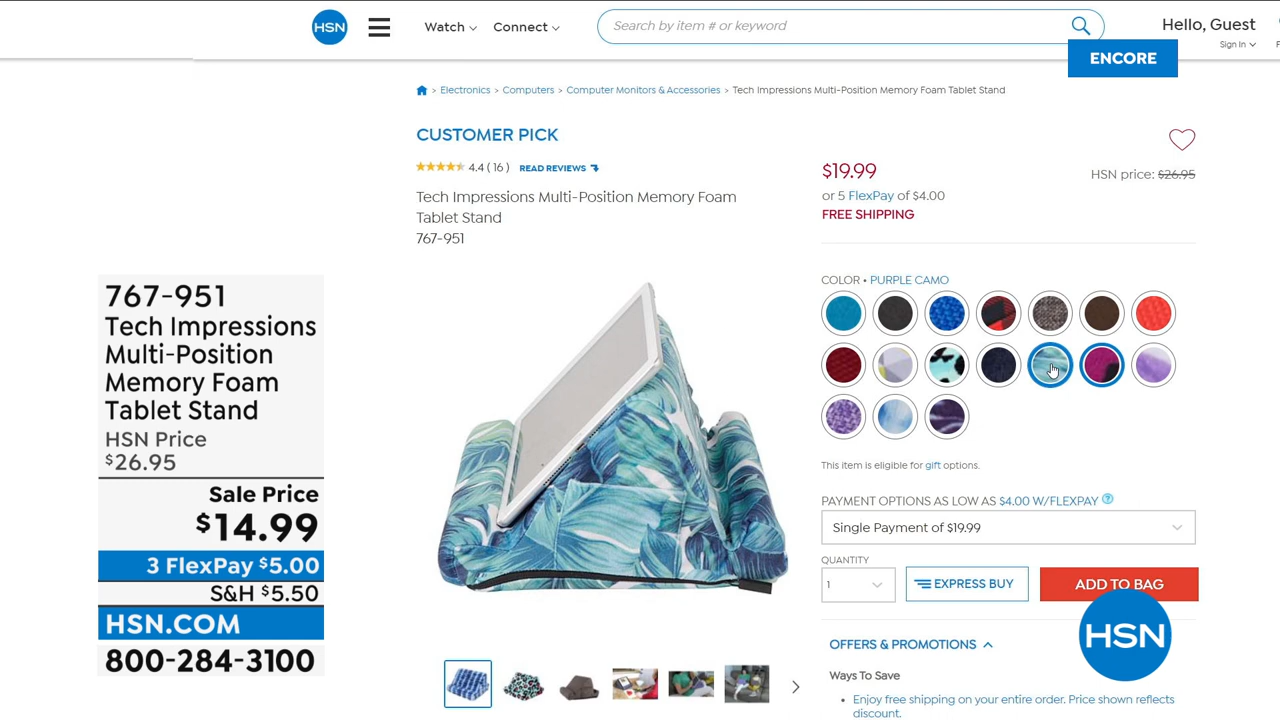 HSN
Watch
Connect
Search by item # or keyword
Hello, Guest
Sign In
ENCORE
> Electronics > Computers > Computer Monitors & Accessories > Tech Impressions Multi-Position Memory Foam Tablet Stand
CUSTOMER PICK
4.4 ( 16 ) READ REVIEWS
Tech Impressions Multi-Position Memory Foam
Tablet Stand
767-951
$19.99
HSN price: $26.95
or 5 FlexPay of $4.00
FREE SHIPPING
COLOR • PURPLE CAMO
This item is eligible for gift options.
PAYMENT OPTIONS AS LOW AS $4.00 W/FLEXPAY ?
Single Payment of $19.99
QUANTITY
1
EXPRESS BUY
ADD TO BAG
OFFERS & PROMOTIONS
Ways To Save
• Enjoy free shipping on your entire order. Price shown reflects
discount.
HSN
767-951
Tech Impressions
Multi-Position
Memory Foam
Tablet Stand
HSN Price
$26.95
Sale Price
$14.99
3 FlexPay $5.00
S&H $5.50
HSN.COM
800-284-3100